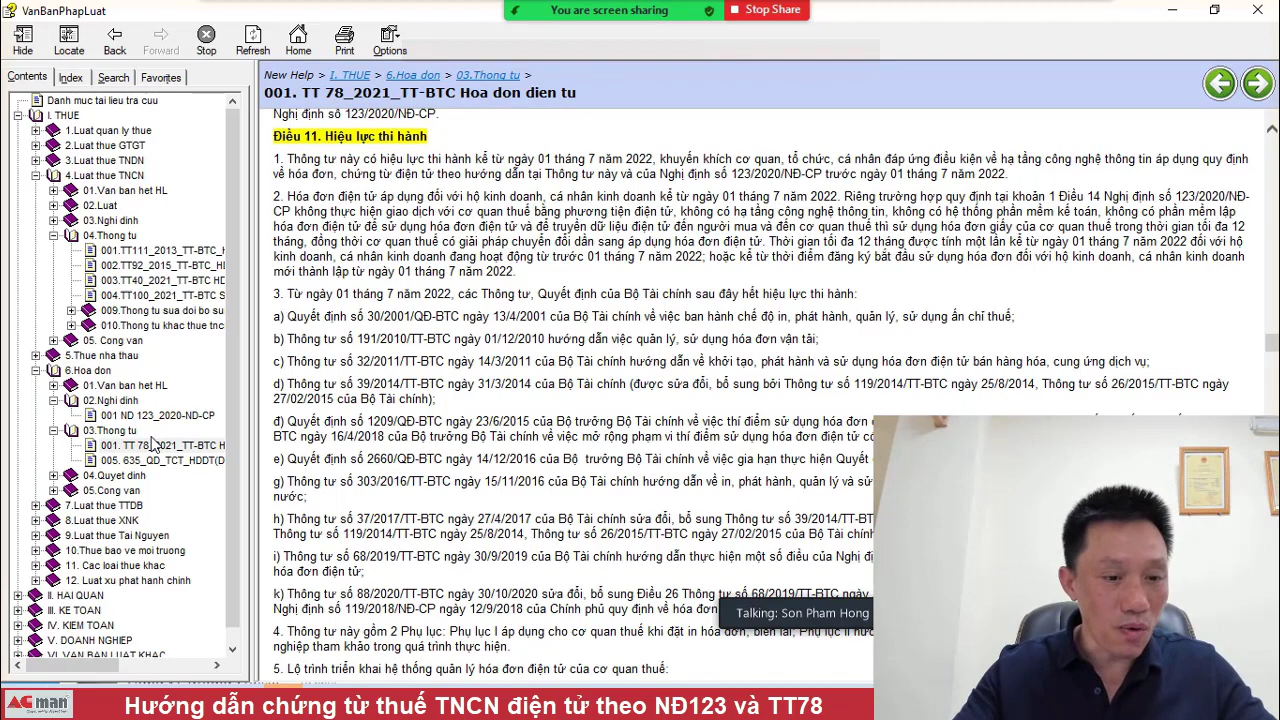 VanBanPhapLuat
You are screen sharing
Stop Share
Hide
Locate
Back
Forward
Stop
Refresh
Home
Print
Options
Contents
Index
Search
Favorites
Danh muc tai lieu tra cuu
I. THUE
1.Luat quan ly thue
2.Luat thue GTGT
3.Luat thue TNDN
4.Luat thue TNCN
01.Van ban het HL
02.Luat
03.Nghi dinh
04.Thong tu
001.TT111_2013_TT-BTC_H
002.TT92_2015_TT-BTC_HD
003.TT40_2021_TT-BTC HD
004.TT100_2021_TT-BTC S
009.Thong tu sua doi bo su
010.Thong tu khac thue tnc
05. Cong van
5.Thue nha thau
6.Hoa don
01.Van ban het HL
02.Nghi dinh
001 ND 123_2020-ND-CP
03.Thong tu
001. TT 78_2021_TT-BTC H
005. 635_QD_TCT_HDDT(D
04.Quyet dinh
05.Cong van
7.Luat thue TTDB
8.Luat thue XNK
9.Luat thue Tai Nguyen
10.Thue bao ve moi truong
11. Cac loai thue khac
12. Luat xu phat hanh chinh
II. HAI QUAN
III. KE TOAN
IV. KIEM TOAN
V. DOANH NGHIEP
VI. VAN BAN LUAT KHAC
New Help > I. THUE > 6.Hoa don > 03.Thong tu >
001. TT 78_2021_TT-BTC Hoa don dien tu
Nghị định số 123/2020/NĐ-CP.
Điều 11. Hiệu lực thi hành
1. Thông tư này có hiệu lực thi hành kể từ ngày 01 tháng 7 năm 2022, khuyến khích cơ quan, tổ chức, cá nhân đáp ứng điều kiện về hạ tầng công nghệ thông tin áp dụng quy định
về hóa đơn, chứng từ điện tử theo hướng dẫn tại Thông tư này và của Nghị định số 123/2020/NĐ-CP trước ngày 01 tháng 7 năm 2022.
2. Hóa đơn điện tử áp dụng đối với hộ kinh doanh, cá nhân kinh doanh kể từ ngày 01 tháng 7 năm 2022. Riêng trường hợp quy định tại khoản 1 Điều 14 Nghị định số 123/2020/NĐ-
CP không thực hiện giao dịch với cơ quan thuế bằng phương tiện điện tử, không có hạ tầng công nghệ thông tin, không có hệ thống phần mềm kế toán, không có phần mềm lập
hóa đơn điện tử để sử dụng hóa đơn điện tử và để truyền dữ liệu điện tử đến người mua và đến cơ quan thuế thì sử dụng hóa đơn giấy của cơ quan thuế trong thời gian tối đa 12
tháng, đồng thời cơ quan thuế có giải pháp chuyển đổi dần sang áp dụng hóa đơn điện tử. Thời gian tối đa 12 tháng được tính một lần kể từ ngày 01 tháng 7 năm 2022 đối với hộ
kinh doanh, cá nhân kinh doanh đang hoạt động từ trước 01 tháng 7 năm 2022; hoặc kể từ thời điểm đăng ký bắt đầu sử dụng hóa đơn đối với hộ kinh doanh, cá nhân kinh doanh
mới thành lập từ ngày 01 tháng 7 năm 2022.
3. Từ ngày 01 tháng 7 năm 2022, các Thông tư, Quyết định của Bộ Tài chính sau đây hết hiệu lực thi hành:
a) Quyết định số 30/2001/QĐ-BTC ngày 13/4/2001 của Bộ Tài chính về việc ban hành chế độ in, phát hành, quản lý, sử dụng ấn chỉ thuế;
b) Thông tư số 191/2010/TT-BTC ngày 01/12/2010 hướng dẫn việc quản lý, sử dụng hóa đơn vận tải;
c) Thông tư số 32/2011/TT-BTC ngày 14/3/2011 của Bộ Tài chính hướng dẫn về khởi tạo, phát hành và sử dụng hóa đơn điện tử bán hàng hóa, cung ứng dịch vụ;
d) Thông tư số 39/2014/TT-BTC ngày 31/3/2014 của Bộ Tài chính (được sửa đổi, bổ sung bởi Thông tư số 119/2014/TT-BTC ngày 25/8/2014, Thông tư số 26/2015/TT-BTC ngày
27/02/2015 của Bộ Tài chính);
đ) Quyết định số 1209/QĐ-BTC ngày 23/6/2015 của Bộ trưởng Bộ Tài chính về việc thí điểm sử dụng hóa đơ
BTC ngày 16/4/2018 của Bộ trưởng Bộ Tài chính về việc mở rộng phạm vi thí điểm sử dụng hóa đơn
e) Quyết định số 2660/QĐ-BTC ngày 14/12/2016 của Bộ trưởng Bộ Tài chính về việc gia hạn thực hiện Quyết
g) Thông tư số 303/2016/TT-BTC ngày 15/11/2016 của Bộ Tài chính hướng dẫn về in, phát hành, quản lý và sử dụng
nước;
h) Thông tư số 37/2017/TT-BTC ngày 27/4/2017 của Bộ Tài chính sửa đổi, bổ sung Thông tư số 39/2014/TT-BTC
Thông tư số 119/2014/TT-BTC ngày 25/8/2014, Thông tư số 26/2015/TT-BTC ngày 27/02/2015 của Bộ Tài chính;
i) Thông tư số 68/2019/TT-BTC ngày 30/9/2019 của Bộ Tài chính hướng dẫn thực hiện một số điều của Nghị đị
hóa đơn điện tử;
k) Thông tư số 88/2020/TT-BTC ngày 30/10/2020 sửa đổi, bổ sung Điều 26 Thông tư số 68/2019/TT-BTC ngày
Nghị định số 119/2018/NĐ-CP ngày 12/9/2018 của Chính phủ quy định về hóa đơ
4. Thông tư này gồm 2 Phụ lục: Phụ lục I áp dụng cho cơ quan thuế khi đặt in hóa đơn, biên lai; Phụ lục II
nghiệp tham khảo trong quá trình thực hiện.
5. Lộ trình triển khai hệ thống quản lý hóa đơn điện tử của cơ quan thuế:
Talking: Son Pham Hong
ACman
Hướng dẫn chứng từ thuế TNCN điện tử theo NĐ123 và TT78